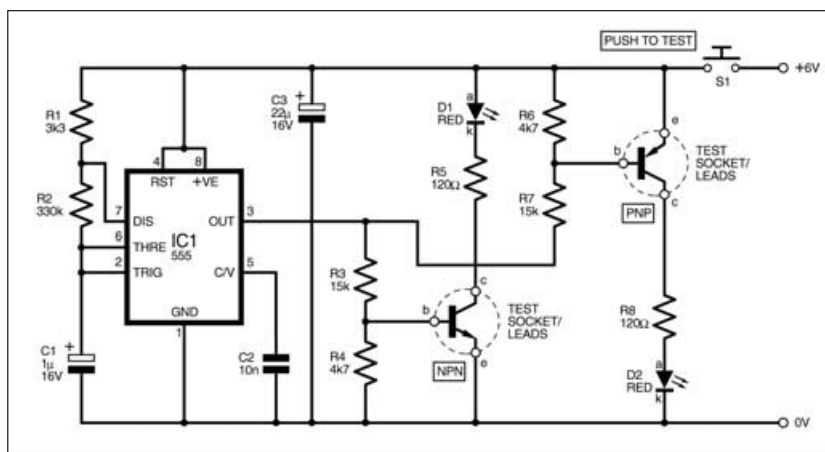 PUSH TO TEST
S1
+6V
R1
3k3
C3
22µ
16V
+
a
D1
RED
k
R6
4k7
e
b
TEST
SOCKET/
LEADS
c
PNP
4
8
RST
+VE
R2
330k
R5
120Ω
R7
15k
7
DIS
OUT
3
6
THRE
IC1
555
2
TRIG
C/V
5
GND
1
R3
15k
c
b
TEST
SOCKET/
LEADS
e
NPN
R8
120Ω
+
C1
1µ
16V
C2
10n
R4
4k7
a
D2
RED
k
0V